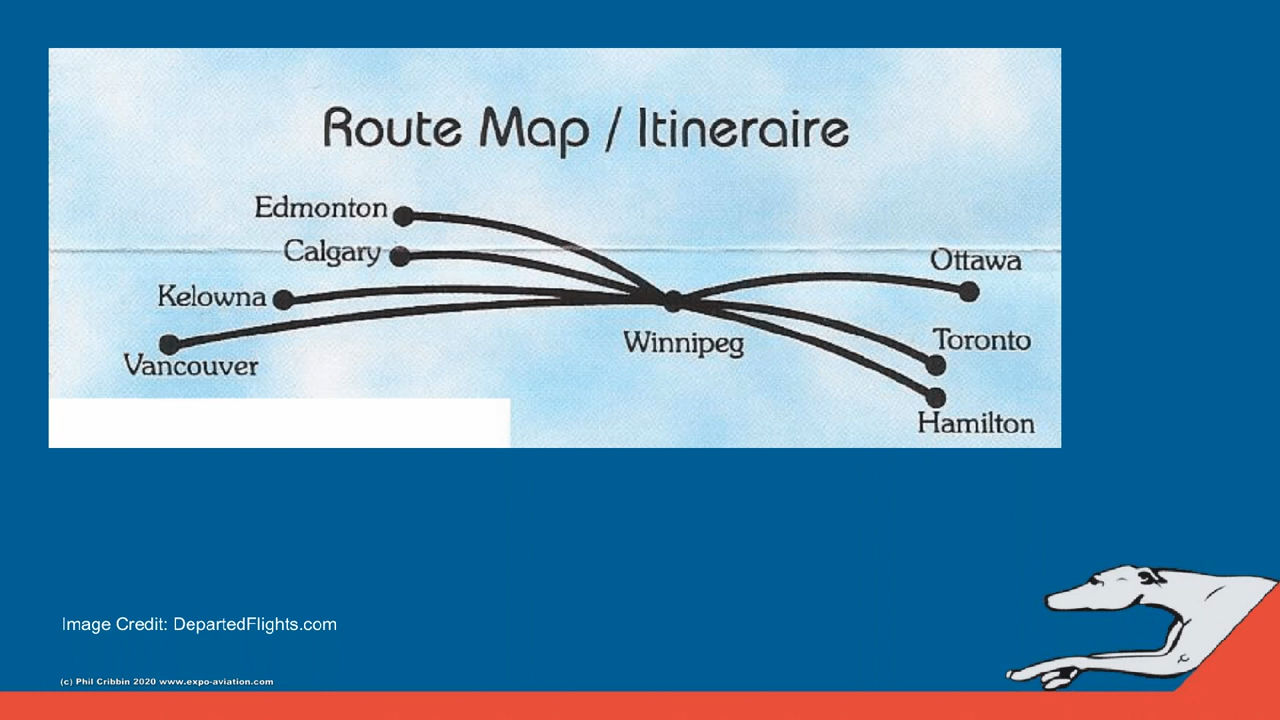 Route Map / Itineraire
Edmonton
Calgary
Ottawa
Kelowna
Winnipeg
Toronto
Vancouver
Hamilton
Image Credit: DepartedFlights.com
(c) Phil Cribbin 2020 www.expo-aviation.com